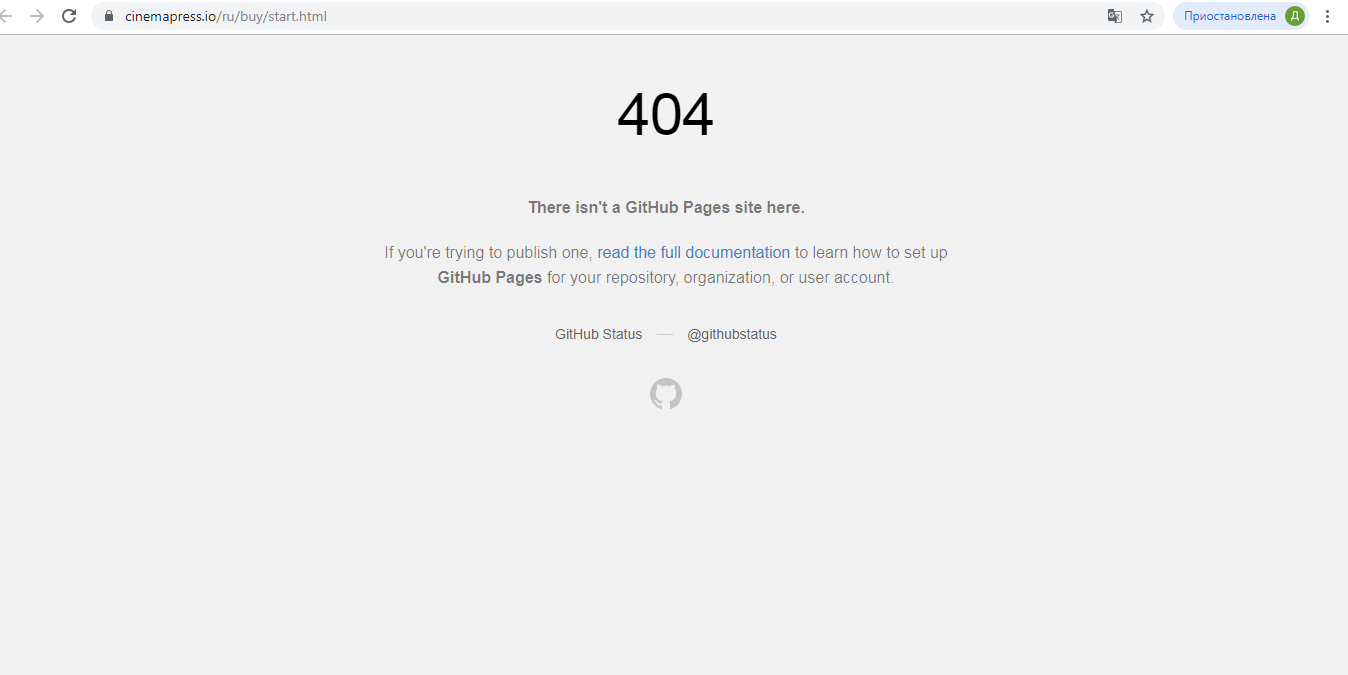 cinemapress.io/ru/buy/start.html
Приостановлена
Д
404
There isn't a GitHub Pages site here.
If you're trying to publish one, read the full documentation to learn how to set up
GitHub Pages for your repository, organization, or user account.
GitHub Status — @githubstatus